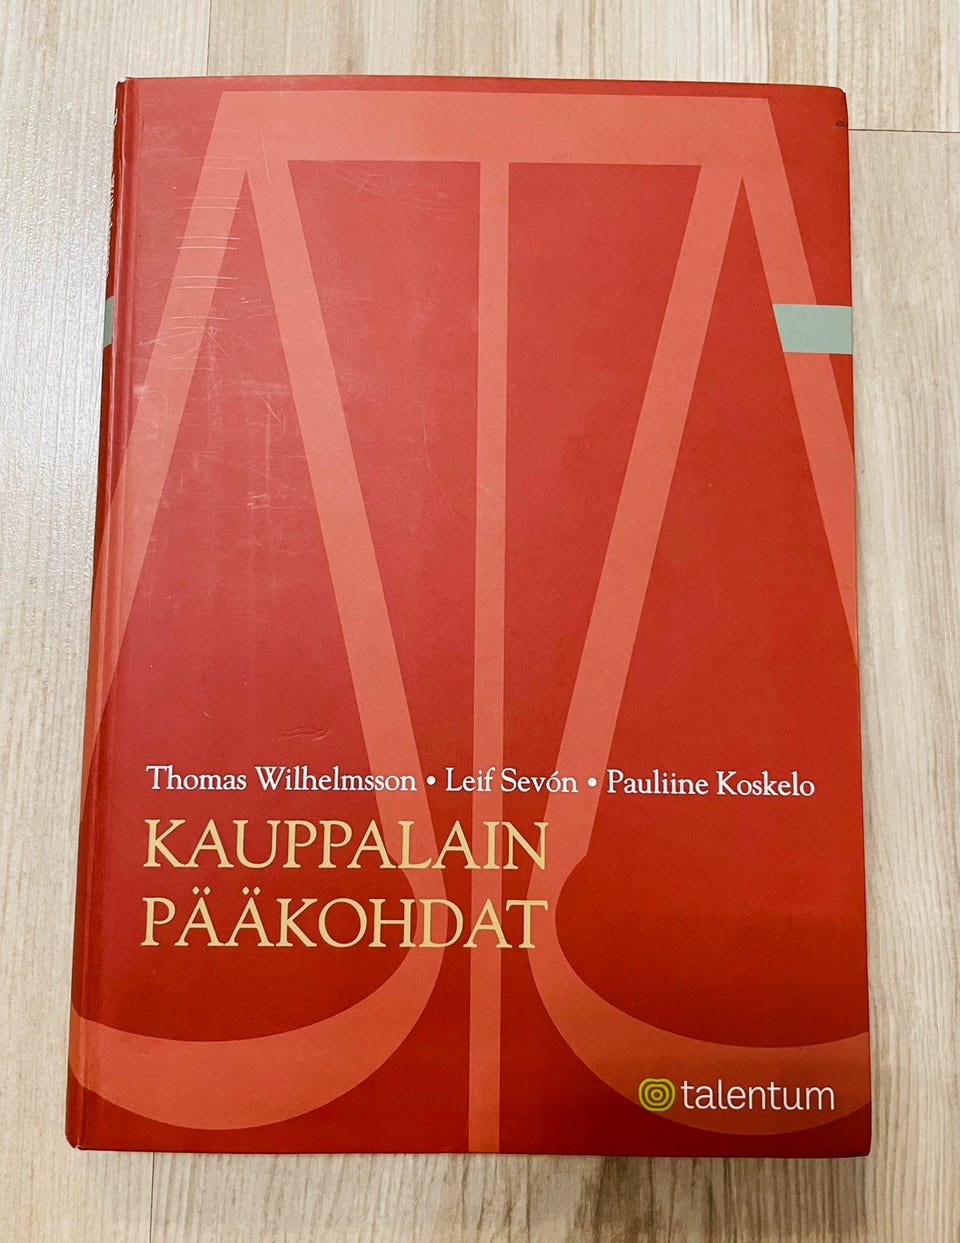 Thomas Wilhelmsson • Leif Sevón • Pauliine Koskelo
KAUPPALAIN
PÄÄKOHDAT
talentum